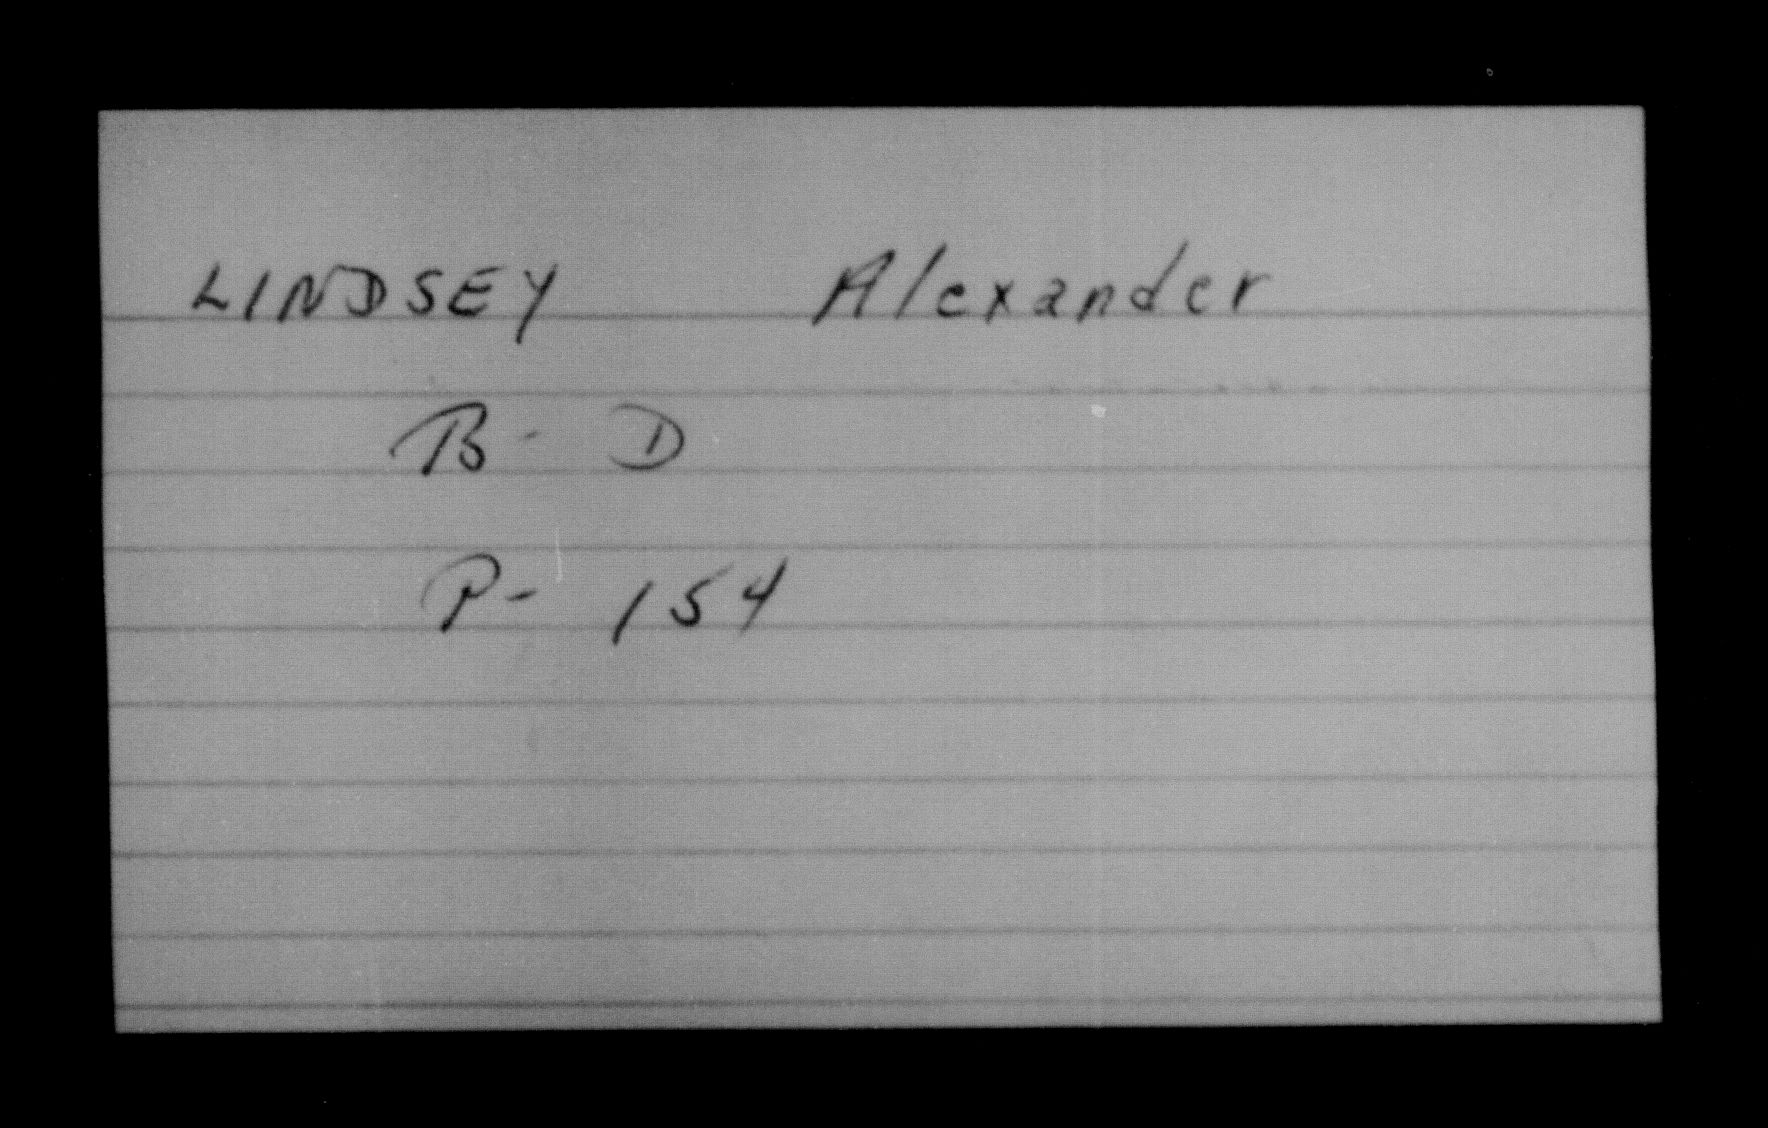 LINDSEY Alexander
B- D
P- 154